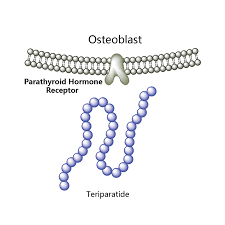 Osteoblast
Parathyroid Hormone
Receptor
Teriparatide